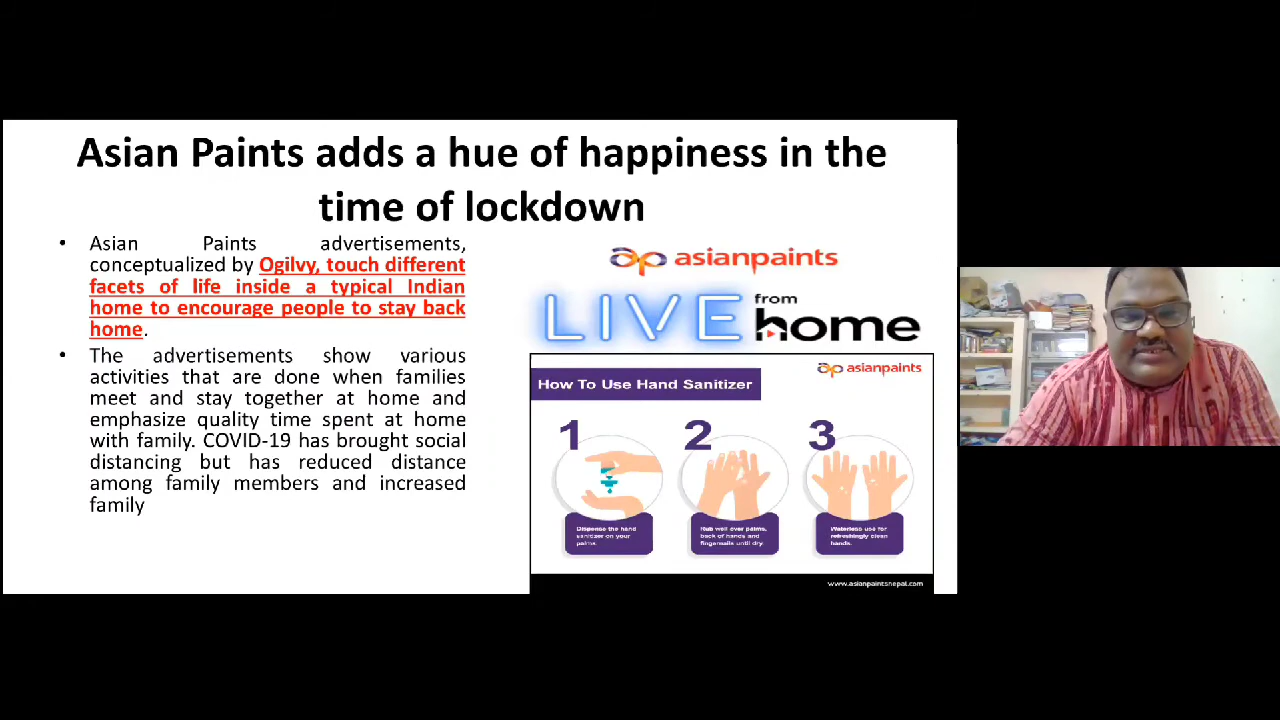 Asian Paints adds a hue of happiness in the
time of lockdown
• Asian Paints advertisements,
conceptualized by Ogilvy, touch different
facets of life inside a typical Indian
home to encourage people to stay back
home.
• The advertisements show various
activities that are done when families
meet and stay together at home and
emphasize quality time spent at home
with family. COVID-19 has brought social
distancing but has reduced distance
among family members and increased
family
ap asianpaints
LIVE from
home
ap asianpaints
How To Use Hand Sanitizer
1
Dispense the hand
sanitizer on your
palms.
2
Rub well over palms,
back of hands and
fingernails until dry.
3
Waterless use for
refreshingly clean
hands.
www.asianpaintsnepal.com